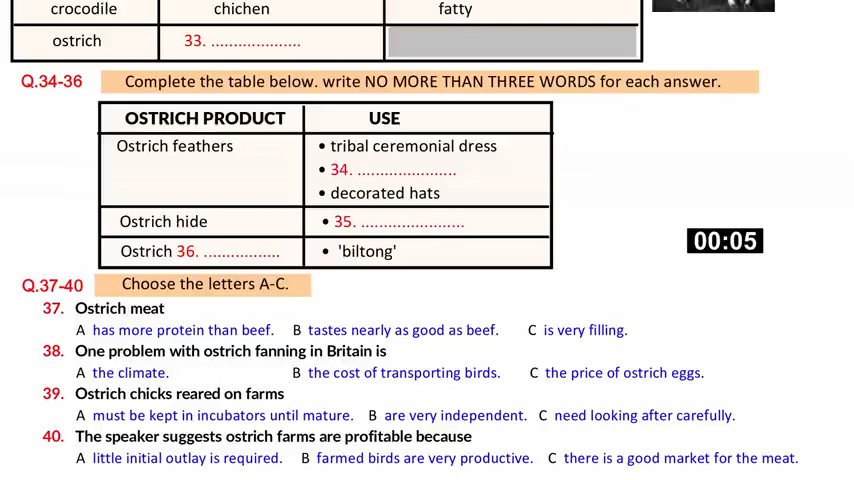 crocodile chichen fatty
ostrich 33. ....................
Q.34-36 Complete the table below. write NO MORE THAN THREE WORDS for each answer.
OSTRICH PRODUCT USE
Ostrich feathers • tribal ceremonial dress
• 34. ......................
• decorated hats
Ostrich hide • 35. .......................
Ostrich 36. ................. • 'biltong'
00:05
Q.37-40 Choose the letters A-C.
37. Ostrich meat
A has more protein than beef. B tastes nearly as good as beef. C is very filling.
38. One problem with ostrich fanning in Britain is
A the climate. B the cost of transporting birds. C the price of ostrich eggs.
39. Ostrich chicks reared on farms
A must be kept in incubators until mature. B are very independent. C need looking after carefully.
40. The speaker suggests ostrich farms are profitable because
A little initial outlay is required. B farmed birds are very productive. C there is a good market for the meat.